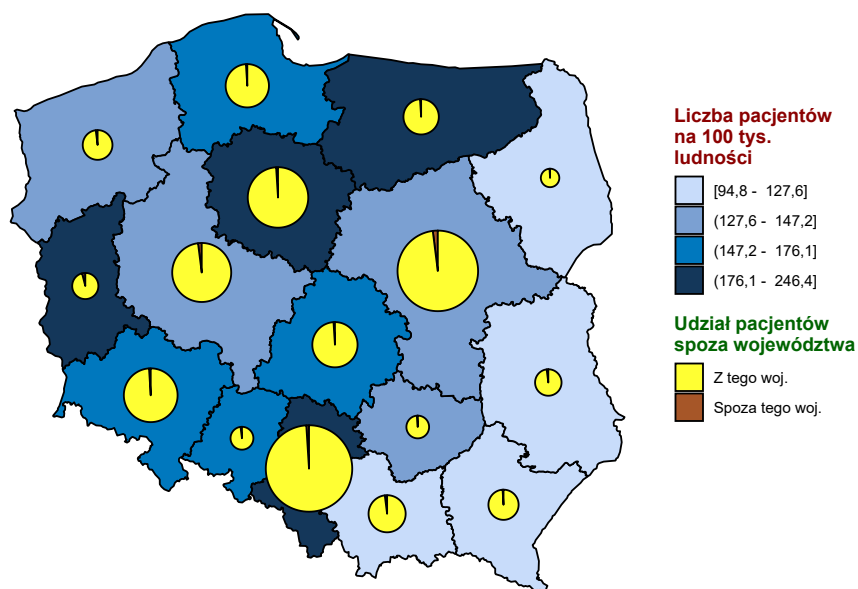 Liczba pacjentów
na 100 tys.
ludności
[94,8 - 127,6]
(127,6 - 147,2]
(147,2 - 176,1]
(176,1 - 246,4]
Udział pacjentów
spoza województwa
Z tego woj.
Spoza tego woj.